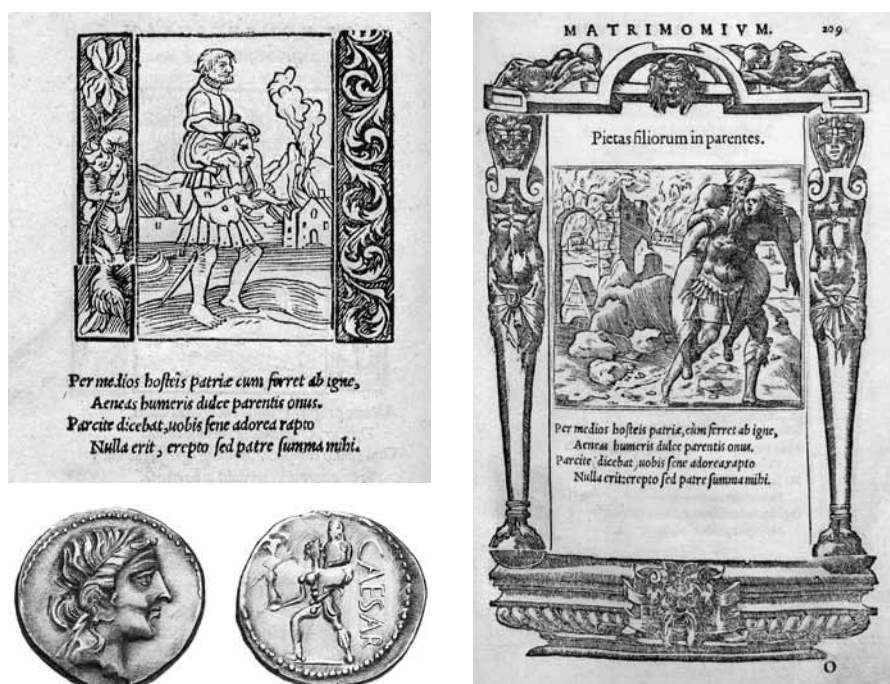 Per medios hosteis patriæ cum ferret ab igne,
Aeneas humeris dulce parentis onus.
Parcite dicebat, uobis sene adorea rapto
Nulla erit, erepto sed patre summa mihi.
CAESAR
MATRIMOMIVM. 209
Pietas filiorum in parentes.
Per medios hosteis patriæ, cùm ferret ab igne,
Aeneas humeris dulce parentis onus.
Parcite, dicebat, uobis sene adorea rapto
Nulla erit: erepto sed patre summa mihi.
O